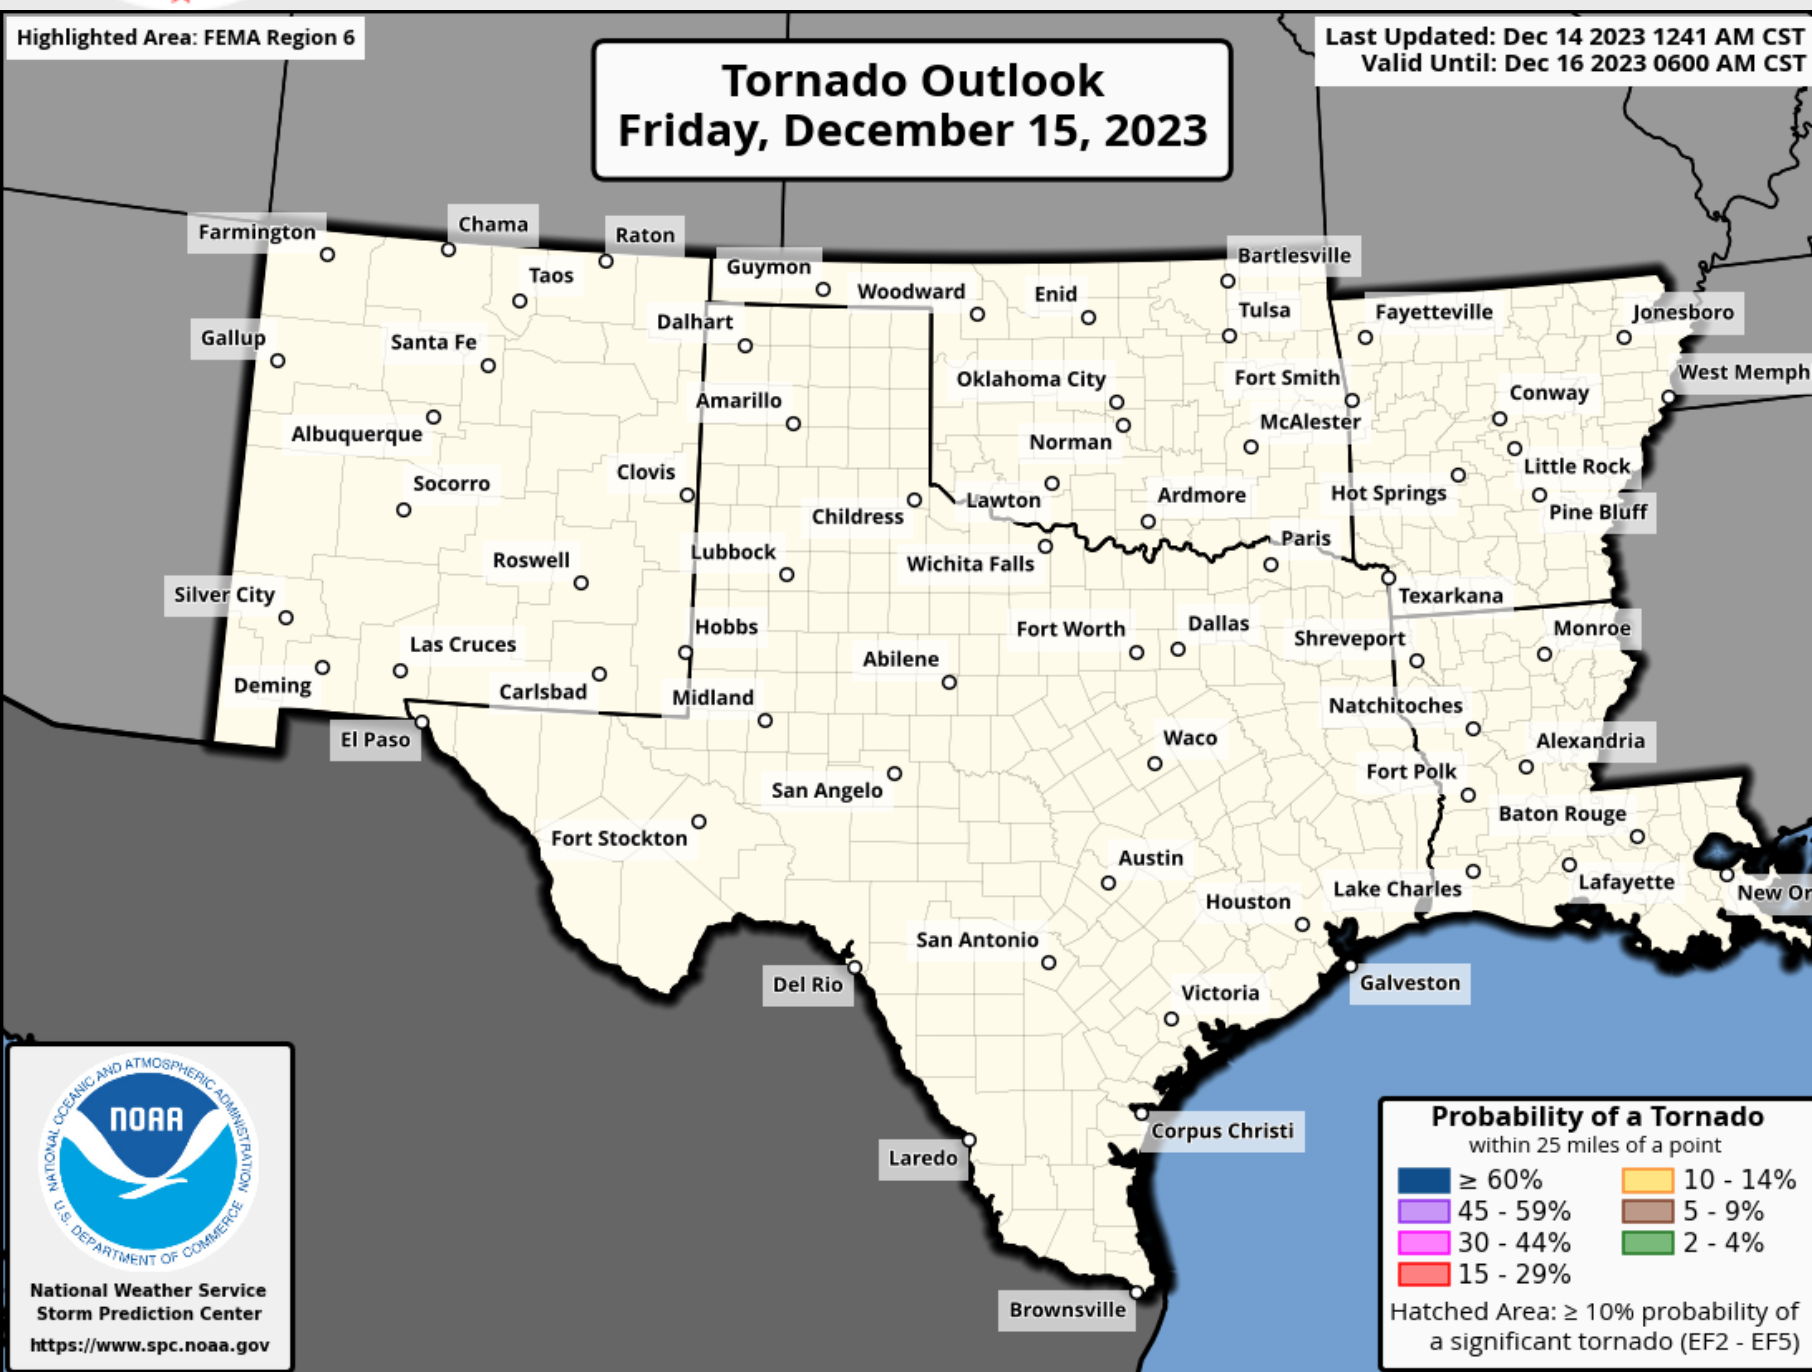 Highlighted Area: FEMA Region 6
Tornado Outlook
Friday, December 15, 2023
Last Updated: Dec 14 2023 1241 AM CST
Valid Until: Dec 16 2023 0600 AM CST
Farmington
Chama
Raton
Taos
Guymon
Woodward
Enid
Bartlesville
Tulsa
Fayetteville
Jonesboro
Gallup
Santa Fe
Dalhart
Oklahoma City
Fort Smith
West Memph
Conway
Amarillo
Albuquerque
Norman
McAlester
Little Rock
Clovis
Socorro
Childress
Lawton
Ardmore
Hot Springs
Pine Bluff
Paris
Lubbock
Roswell
Wichita Falls
Silver City
Texarkana
Hobbs
Fort Worth
Dallas
Shreveport
Monroe
Las Cruces
Abilene
Deming
Carlsbad
Midland
Natchitoches
El Paso
Waco
Alexandria
Fort Polk
San Angelo
Baton Rouge
Fort Stockton
Austin
Lake Charles
Lafayette
New Or
Houston
San Antonio
Del Rio
Victoria
Galveston
Corpus Christi
Laredo
Brownsville
NATIONAL OCEANIC AND ATMOSPHERIC ADMINISTRATION
NOAA
U.S. DEPARTMENT OF COMMERCE
National Weather Service
Storm Prediction Center
https://www.spc.noaa.gov
Probability of a Tornado
within 25 miles of a point
≥ 60%
10 - 14%
45 - 59%
5 - 9%
30 - 44%
2 - 4%
15 - 29%
Hatched Area: ≥ 10% probability of
a significant tornado (EF2 - EF5)